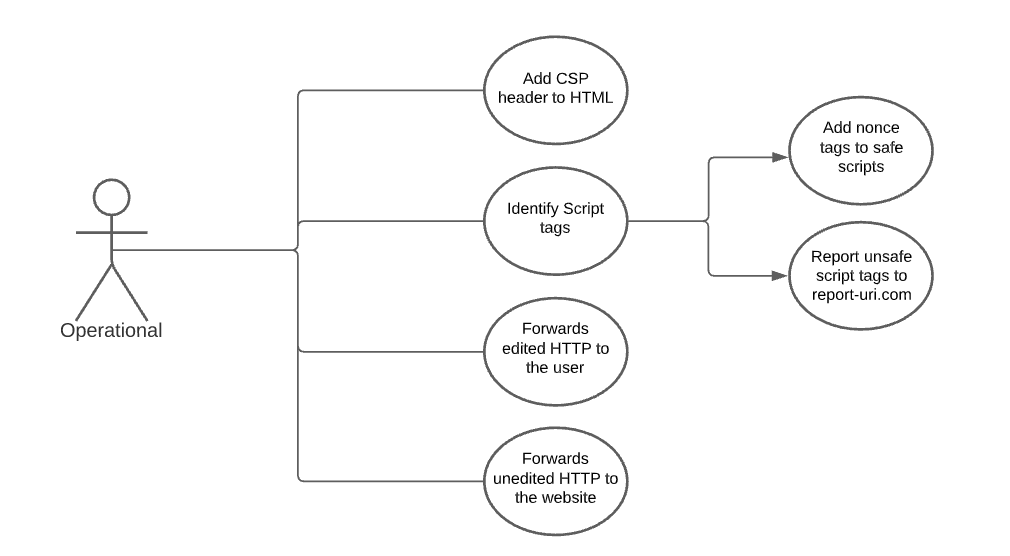 Add CSP
header to HTML
Add nonce
tags to safe
scripts
Identify Script
tags
Report unsafe
script tags to
report-uri.com
Operational
Forwards
edited HTTP to
the user
Forwards
unedited HTTP to
the website